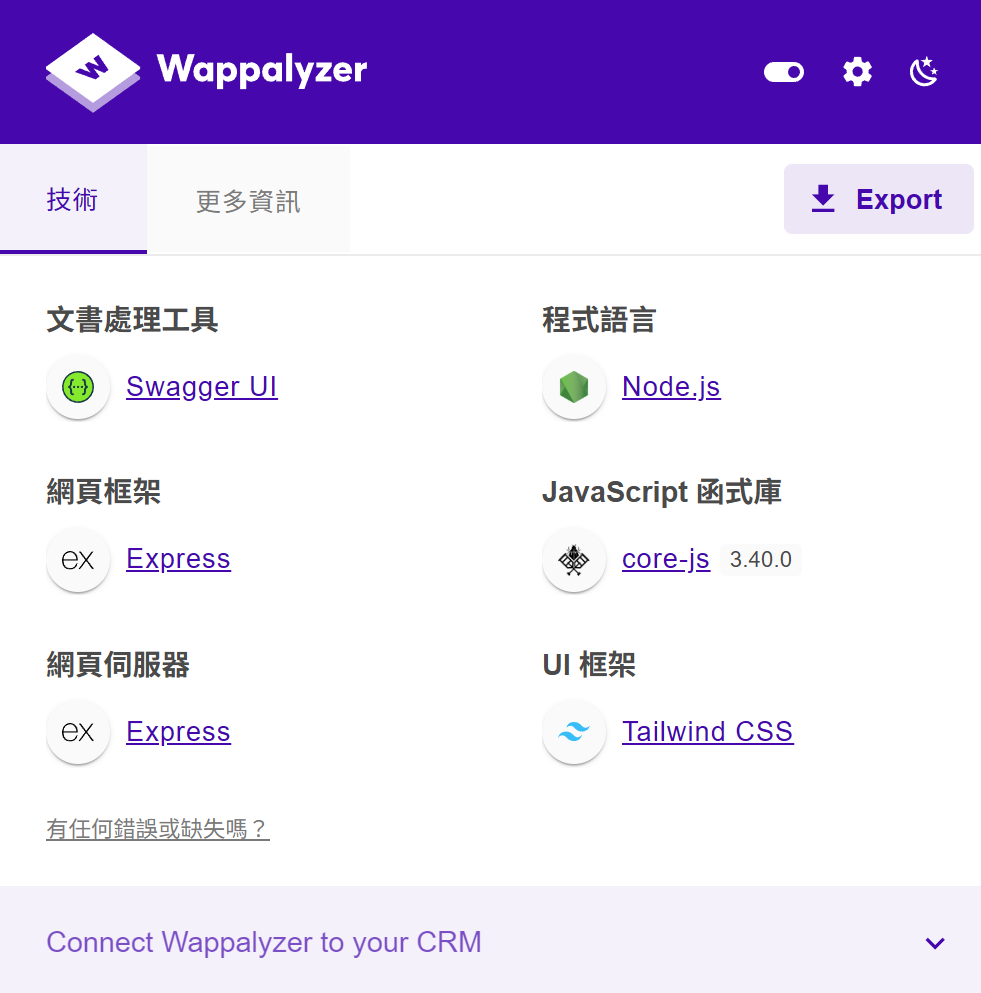 Wappalyzer
技術
更多資訊
Export
文書處理工具
Swagger UI
程式語言
Node.js
網頁框架
ex
Express
JavaScript 函式庫
core-js 3.40.0
網頁伺服器
ex
Express
UI 框架
Tailwind CSS
有任何錯誤或缺失嗎？
Connect Wappalyzer to your CRM